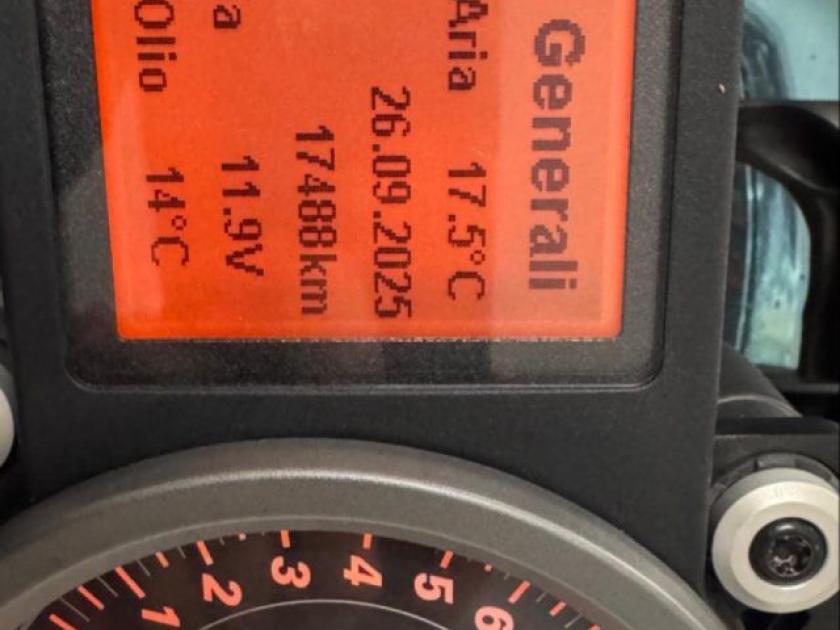 Generali
Aria 17.5°C
26.09.2025
17488km
a 11.9V
Olio 14°C
1 2 3 4 5 6